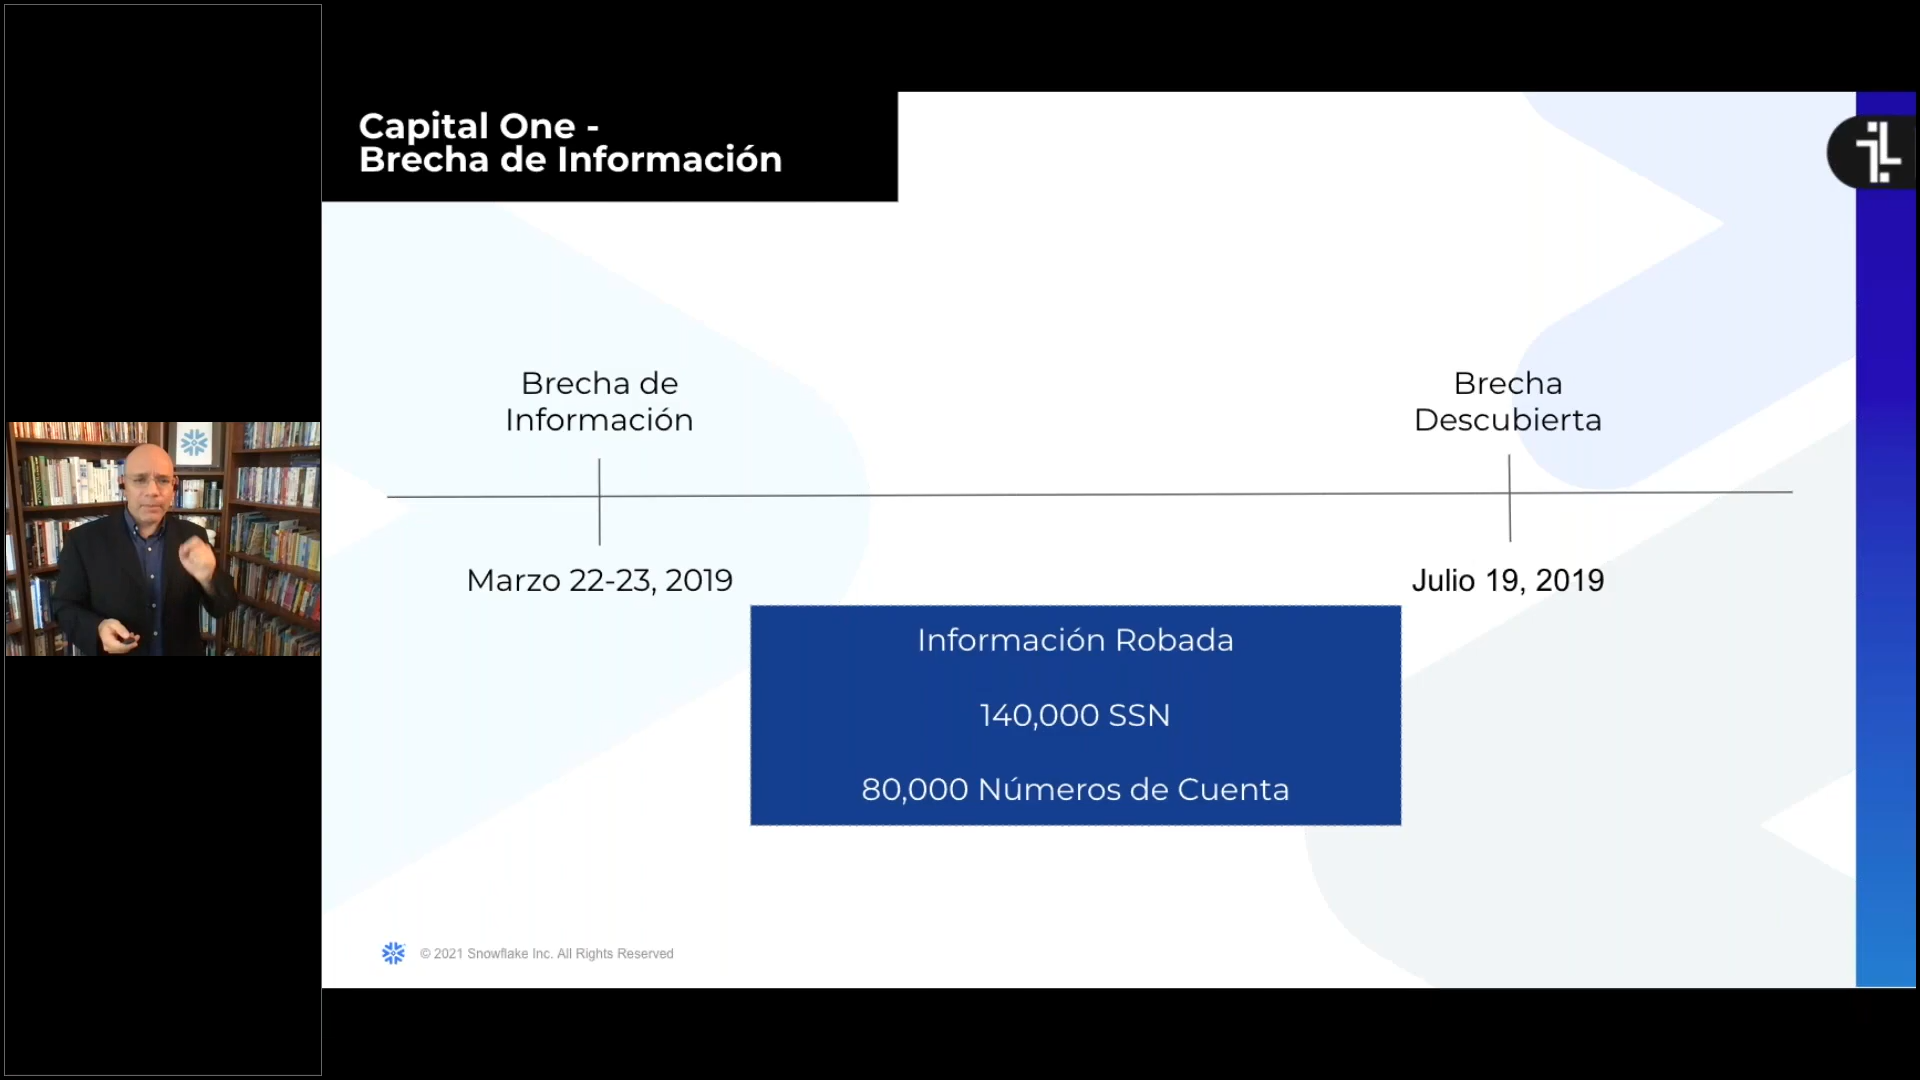 Capital One -
Brecha de Información
Brecha de
Información
Brecha
Descubierta
Marzo 22-23, 2019
Julio 19, 2019
Información Robada
140,000 SSN
80,000 Números de Cuenta
© 2021 Snowflake Inc. All Rights Reserved